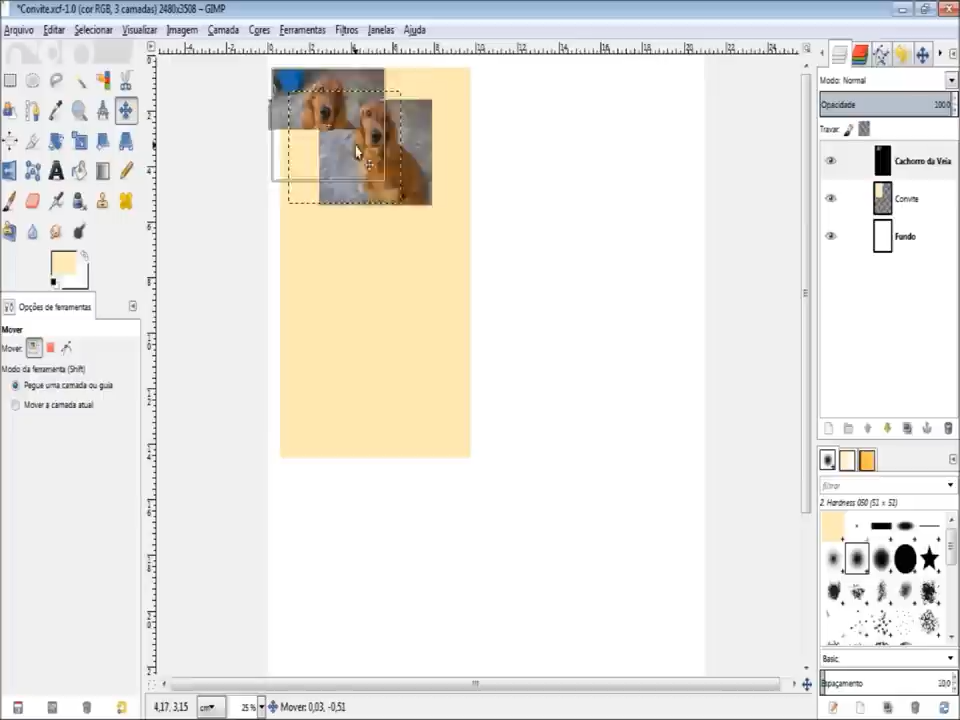 *Convite.xcf-1.0 (cor RGB, 3 camadas) 2480x3508 – GIMP
Arquivo Editar Selecionar Visualizar Imagem Camada Cores Ferramentas Filtros Janelas Ajuda
Modo: Normal
Opacidade 100,0
Travar:
Cachorro da Veia
Convite
Fundo
Opções de ferramentas
Mover
Mover:
Modo da ferramenta (Shift)
Pegue uma camada ou guia
Mover a camada atual
filtrar
2. Hardness 050 (51 × 51)
Basic,
Espaçamento 10,0
4,17, 3,15 cm 25 % Mover: 0,03, -0,51